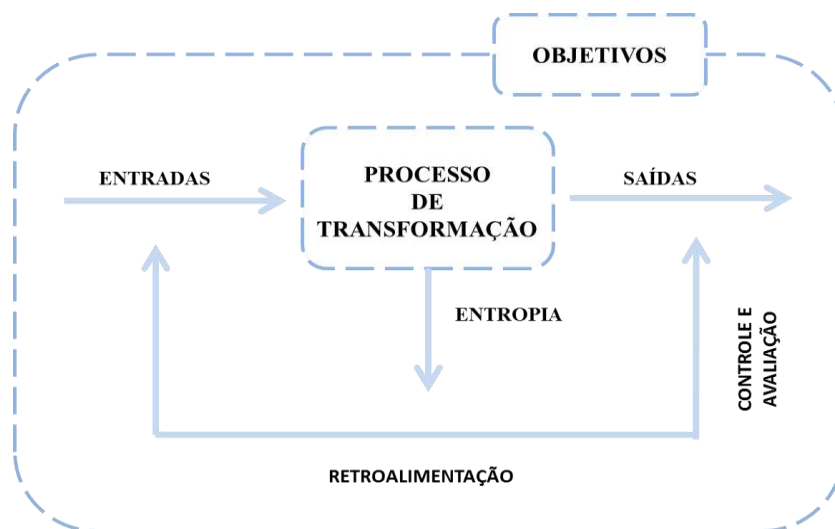 OBJETIVOS
ENTRADAS
PROCESSO
DE
TRANSFORMAÇÃO
SAÍDAS
ENTROPIA
CONTROLE E
AVALIAÇÃO
RETROALIMENTAÇÃO